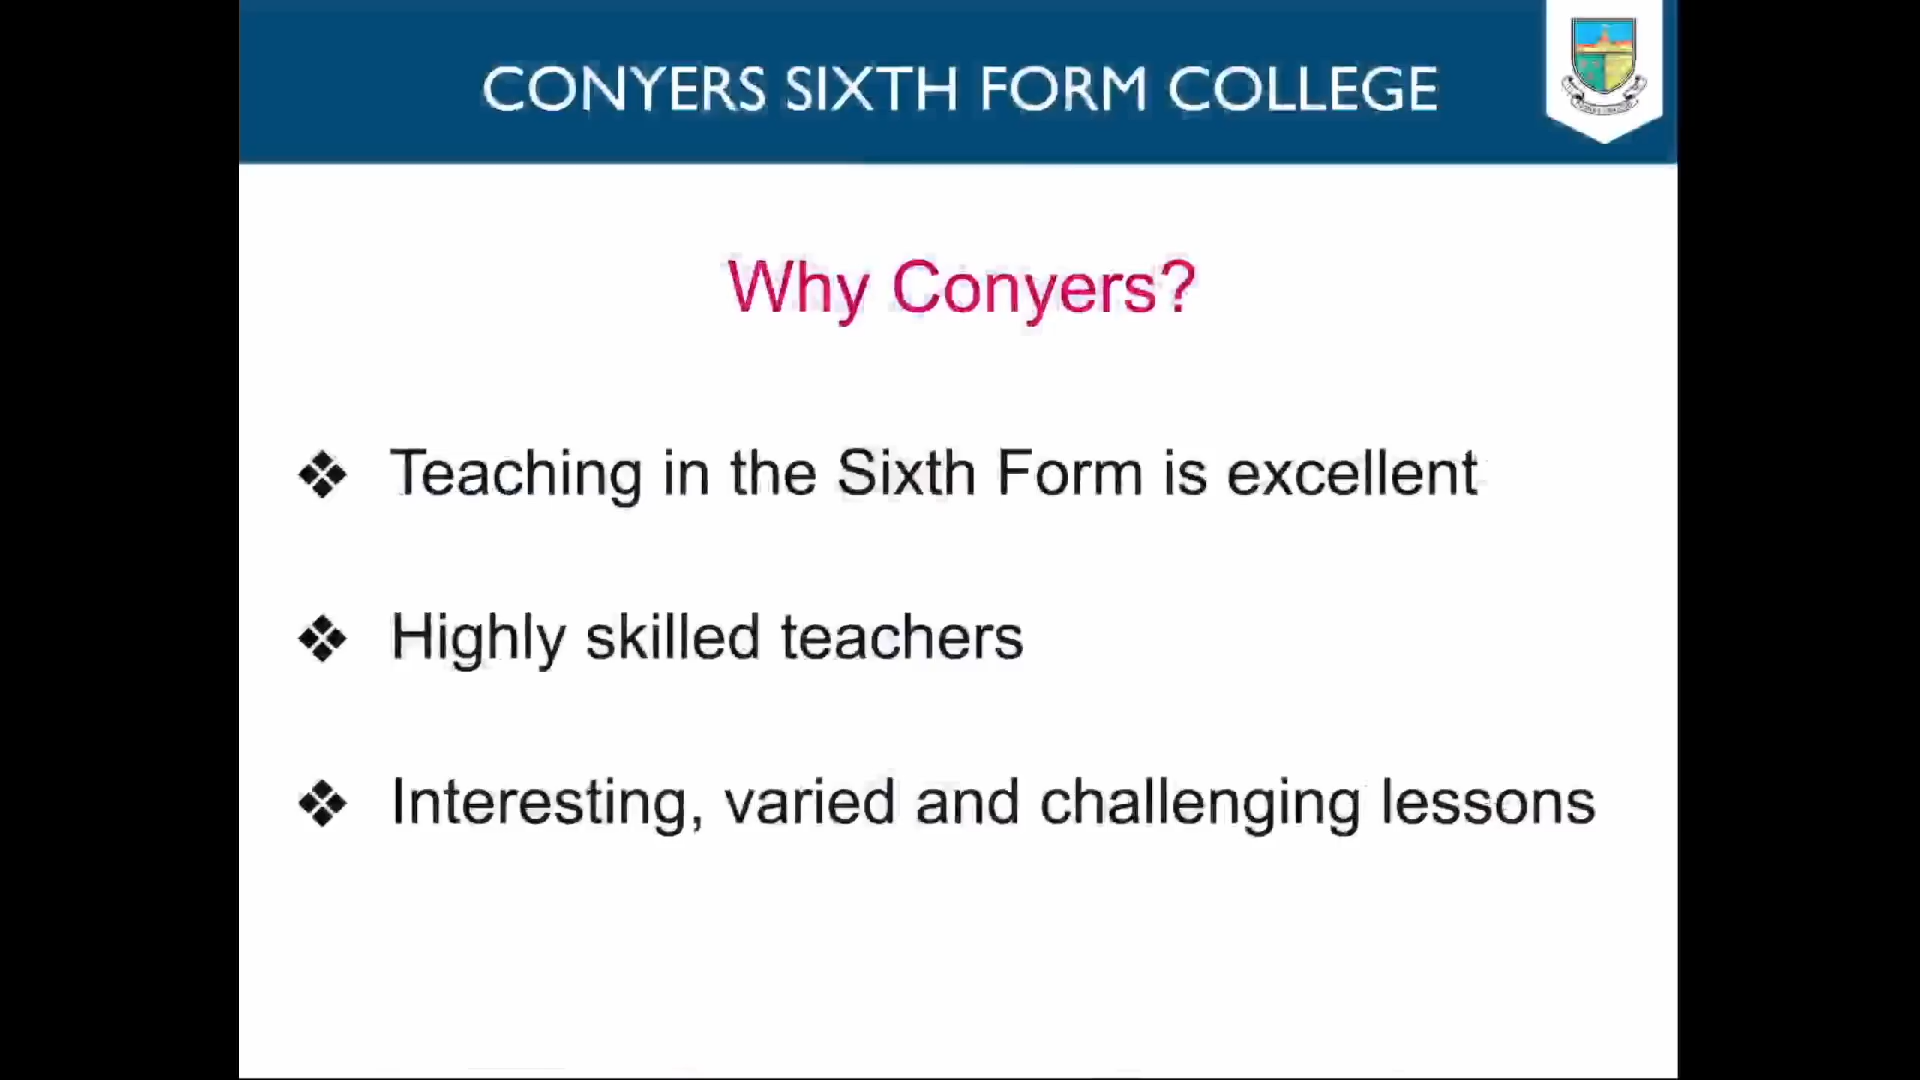 CONYERS SIXTH FORM COLLEGE
Why Conyers?
❖ Teaching in the Sixth Form is excellent
❖ Highly skilled teachers
❖ Interesting, varied and challenging lessons